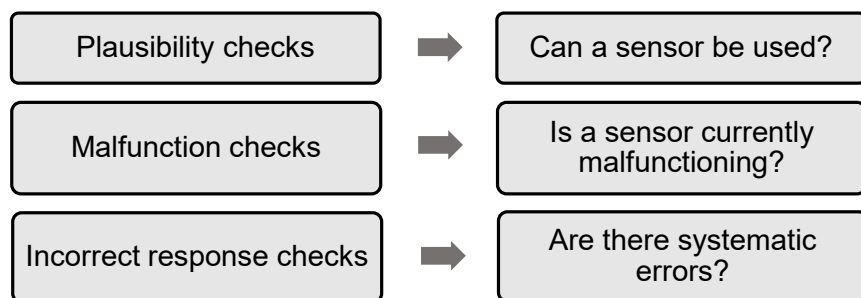 Plausibility checks
Can a sensor be used?
Malfunction checks
Is a sensor currently
malfunctioning?
Incorrect response checks
Are there systematic
errors?